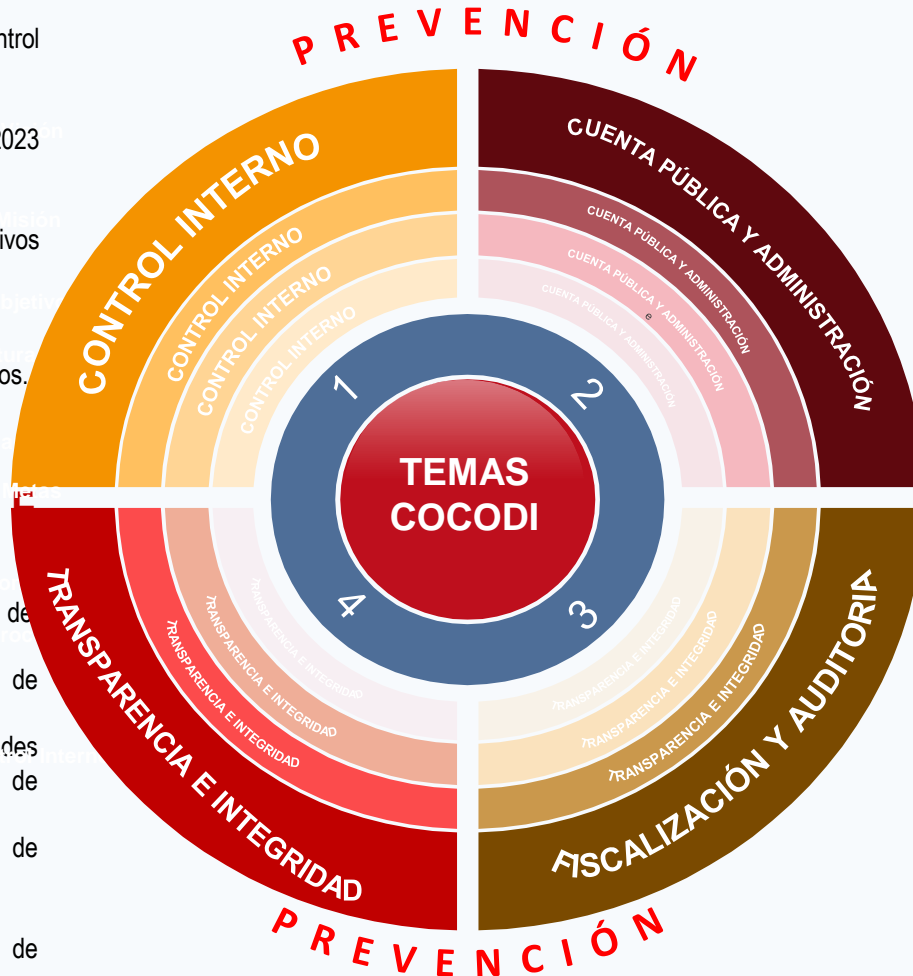 PREVENCIÓN
ntrol
2023
ivos
os.
de
de
des
de
de
de
Misión
CONTROL INTERNO
CONTROL INTERNO
CONTROL INTERNO
CONTROL INTERNO
1
CUENTA PÚBLICA Y ADMINISTRACIÓN
CUENTA PÚBLICA Y ADMINISTRACIÓN
CUENTA PÚBLICA Y ADMINISTRACIÓN
CUENTA PÚBLICA Y ADMINISTRACIÓN
e
2
TEMAS
COCODI
TRANSPARENCIA E INTEGRIDAD
TRANSPARENCIA E INTEGRIDAD
TRANSPARENCIA E INTEGRIDAD
TRANSPARENCIA E INTEGRIDAD
4
3
TRANSPARENCIA E INTEGRIDAD
TRANSPARENCIA E INTEGRIDAD
TRANSPARENCIA E INTEGRIDAD
FISCALIZACIÓN Y AUDITORIA
PREVENCIÓN